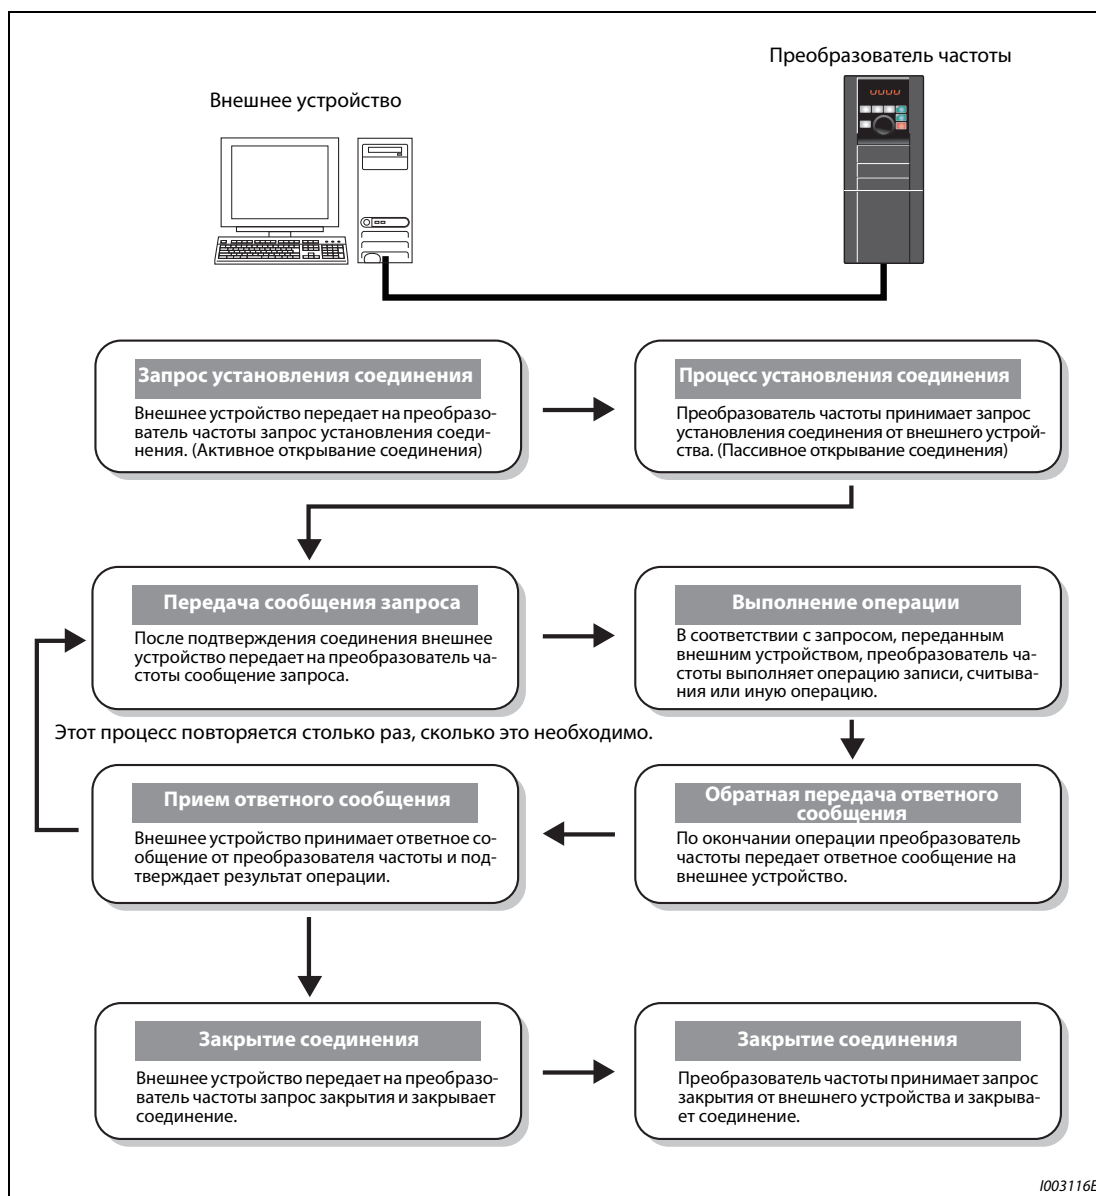 Преобразователь частоты
Внешнее устройство
Запрос установления соединения
Внешнее устройство передает на преобразо-
ватель частоты запрос установления соеди-
нения. (Активное открывание соединения)
Процесс установления соединения
Преобразователь частоты принимает запрос
установления соединения от внешнего устрой-
ства. (Пассивное открывание соединения)
Передача сообщения запроса
После подтверждения соединения внешнее
устройство передает на преобразователь ча-
стоты сообщение запроса.
Выполнение операции
В соответствии с запросом, переданным
внешним устройством, преобразователь ча-
стоты выполняет операцию записи, считыва-
ния или иную операцию.
Этот процесс повторяется столько раз, сколько это необходимо.
Обратная передача ответного
сообщения
По окончании операции преобразователь
частоты передает ответное сообщение на
внешнее устройство.
Прием ответного сообщения
Внешнее устройство принимает ответное со-
общение от преобразователя частоты и под-
тверждает результат операции.
Закрытие соединения
Внешнее устройство передает на преобразо-
ватель частоты запрос закрытия и закрывает
соединение.
Закрытие соединения
Преобразователь частоты принимает запрос
закрытия от внешнего устройства и закрыва-
ет соединение.
I003116E